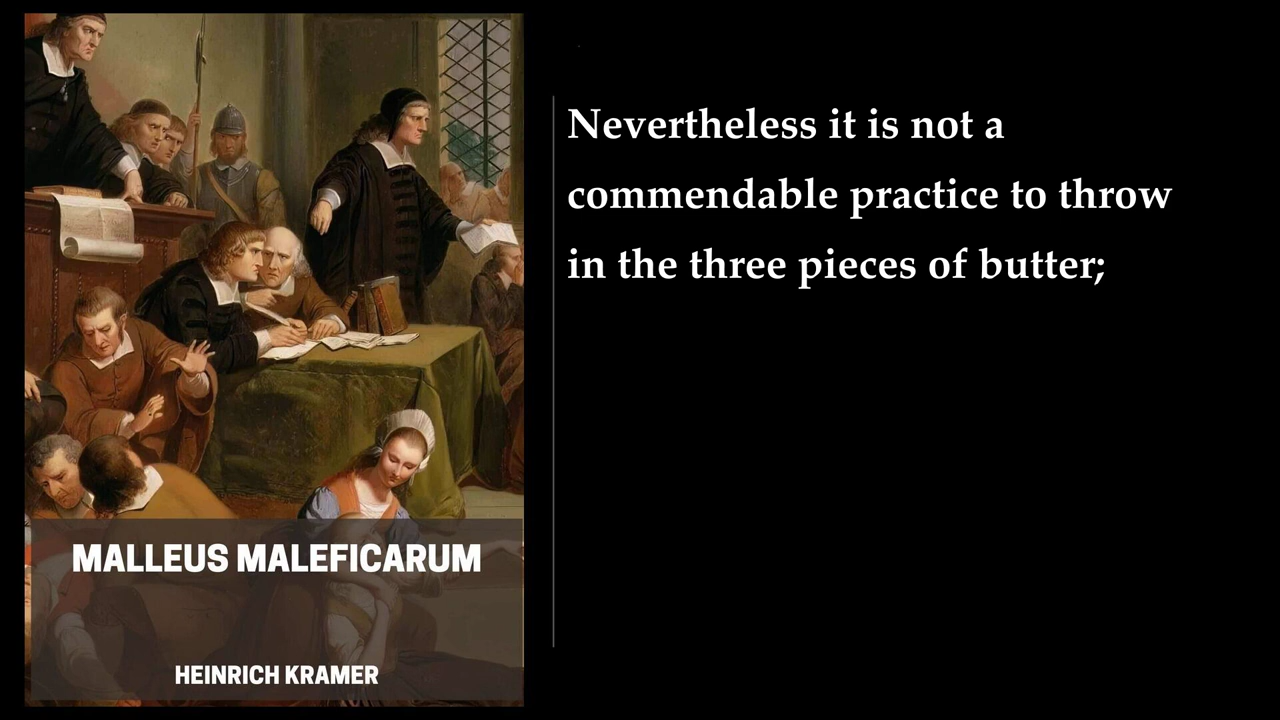 MALLEUS MALEFICARUM
HEINRICH KRAMER
Nevertheless it is not a
commendable practice to throw
in the three pieces of butter;